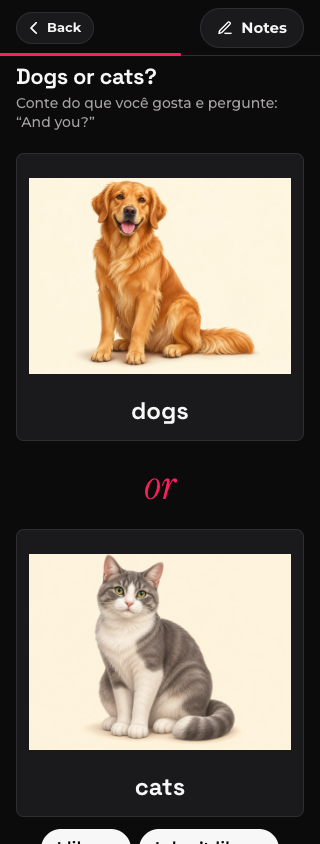 Back
Notes
Dogs or cats?
Conte do que você gosta e pergunte:
“And you?”
dogs
or
cats